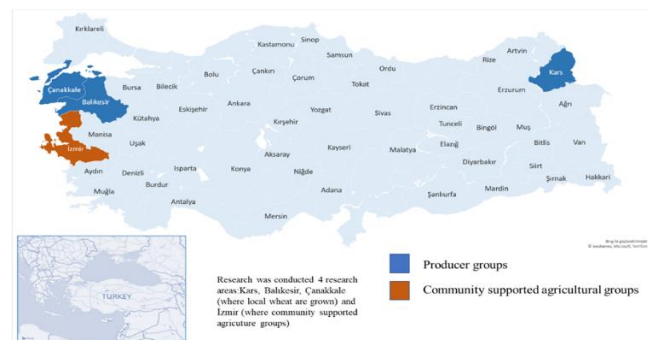 Kırklareli
Kastamonu Sinop
Samsun
Artvin
Rize
Ordu
Kars
Bolu
Çankırı
Çorum
Tokat
Çanakkale
Balıkesir
Bursa
Bilecik
Eskişehir
Ankara
Kütahya
Yozgat
Sivas
Erzincan
Erzurum
Ağrı
Kırşehir
Tunceli
Bingöl
Muş
Manisa
Uşak
İzmir
Aksaray
Kayseri
Malatya
Elazığ
Bitlis
Van
Diyarbakır
Aydın
Denizli
Isparta
Konya
Niğde
Siirt
Burdur
Muğla
Antalya
Adana
Şanlıurfa
Mardin
Şırnak
Hakkari
Mersin
TURKEY
Research was conducted 4 research
areas:Kars, Balıkesir, Çanakkale
(where local wheat are grown) and
İzmir (where community supported
agricuture groups)
Producer groups
Community supported agricultural groups